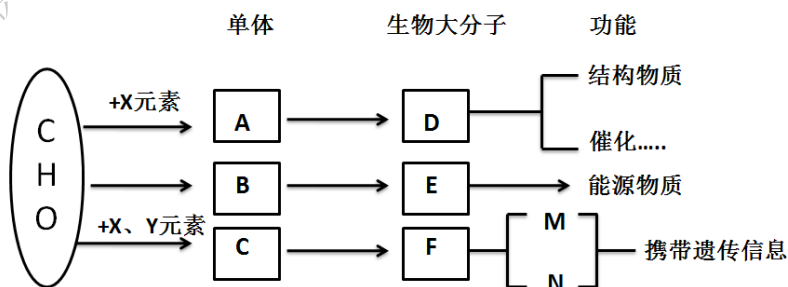 单体 生物大分子 功能
结构物质
+X元素
C A D
催化.....
H B E 能源物质
O +X、Y元素 M
C F 携带遗传信息
N